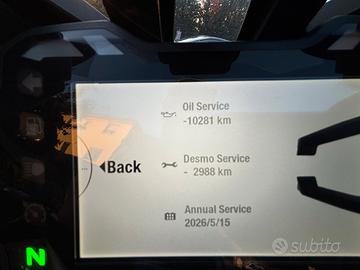 Oil Service
-10281 km
Back
Desmo Service
- 2988 km
Annual Service
2026/5/15
N
subito